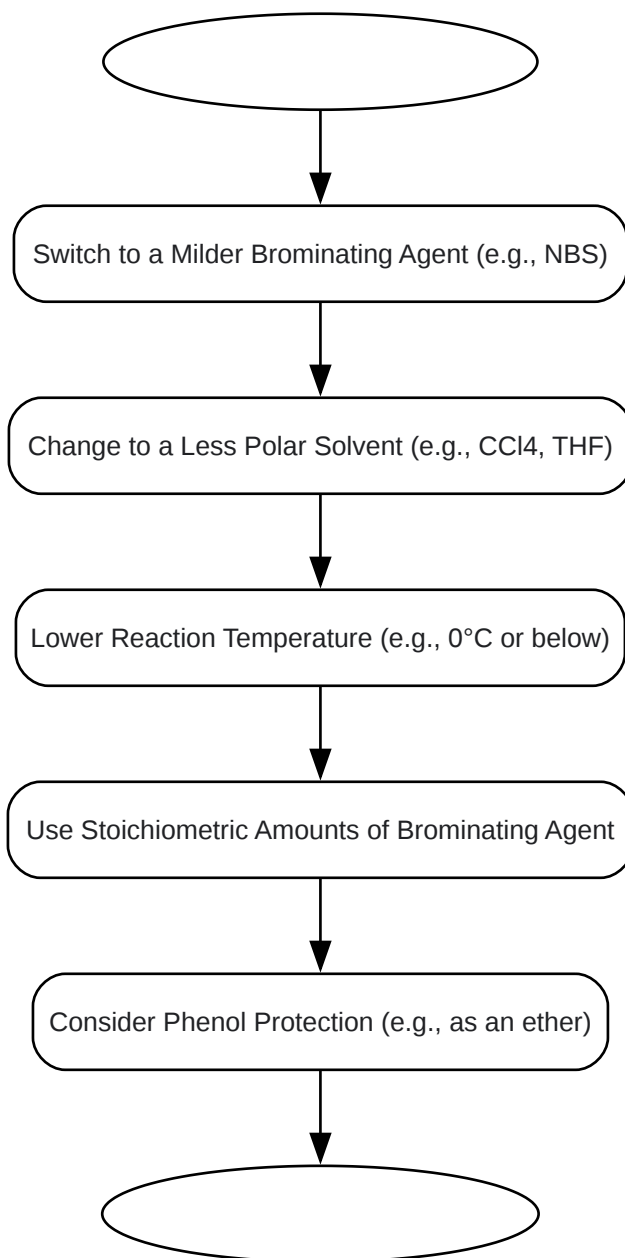 Switch to a Milder Brominating Agent (e.g., NBS)
Change to a Less Polar Solvent (e.g., CCl4, THF)
Lower Reaction Temperature (e.g., 0°C or below)
Use Stoichiometric Amounts of Brominating Agent
Consider Phenol Protection (e.g., as an ether)